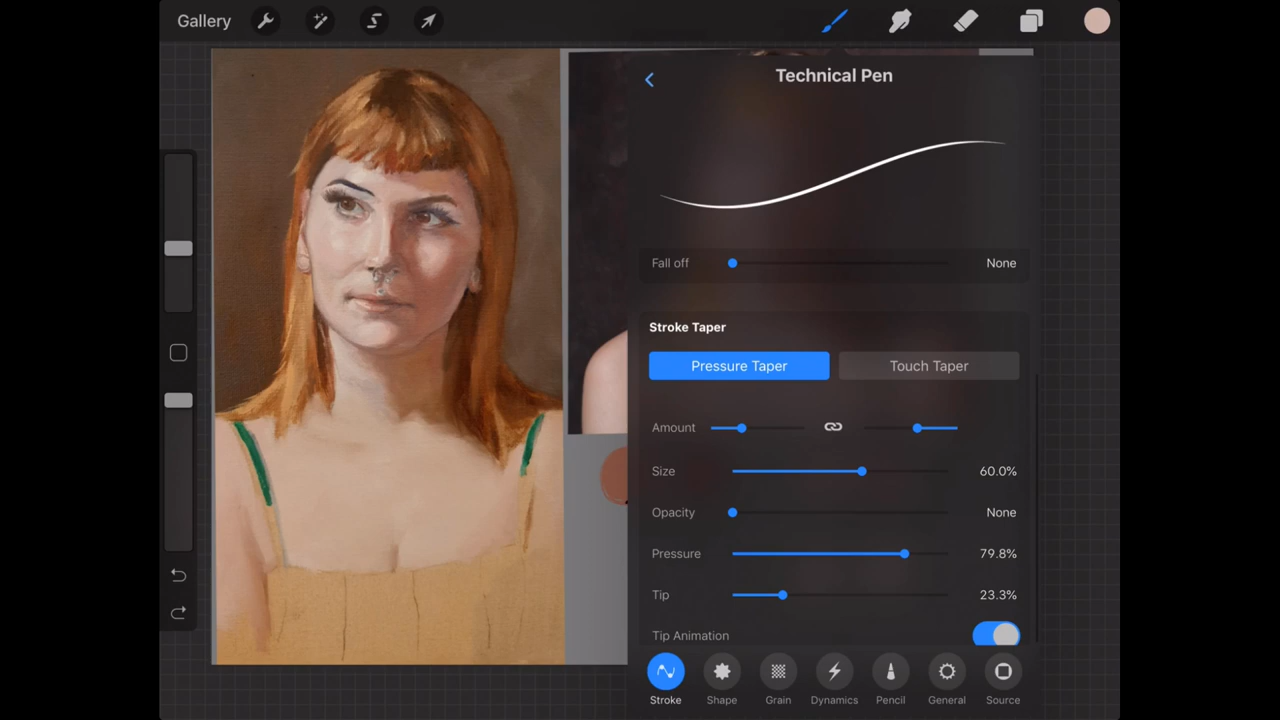 Gallery
Technical Pen
Fall off None
Stroke Taper
Pressure Taper Touch Taper
Amount
Size 60.0%
Opacity None
Pressure 79.8%
Tip 23.3%
Tip Animation
Stroke Shape Grain Dynamics Pencil General Source